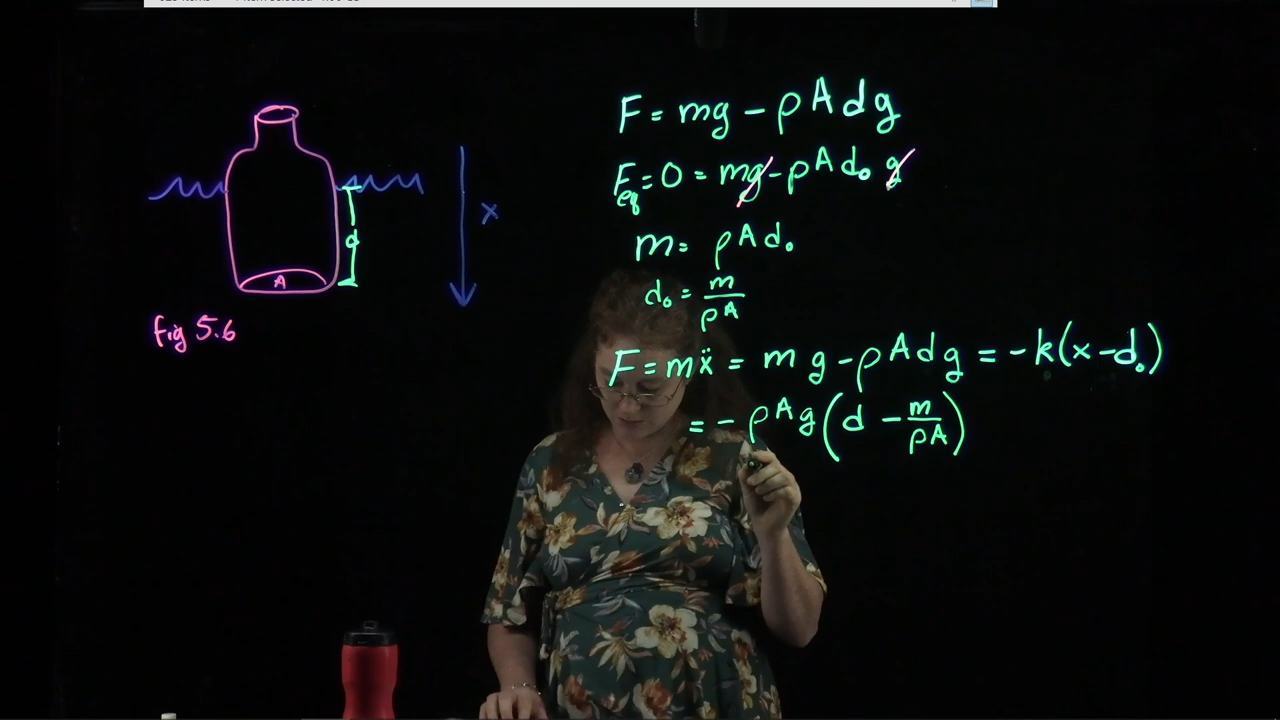 F = mg - ρAdg
F_eq = 0 = mg - ρAd₀g
m = ρAd₀
d₀ = m/ρA
F = mẍ = mg - ρAdg = -k(x - d₀)
= -ρAg(d - m/ρA)
d
x
A
fig 5.6